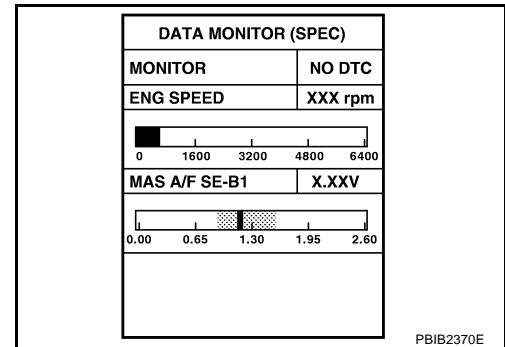 DATA MONITOR (SPEC)
MONITOR NO DTC
ENG SPEED XXX rpm
0 1600 3200 4800 6400
MAS A/F SE-B1 X.XXV
0.00 0.65 1.30 1.95 2.60
PBIB2370E